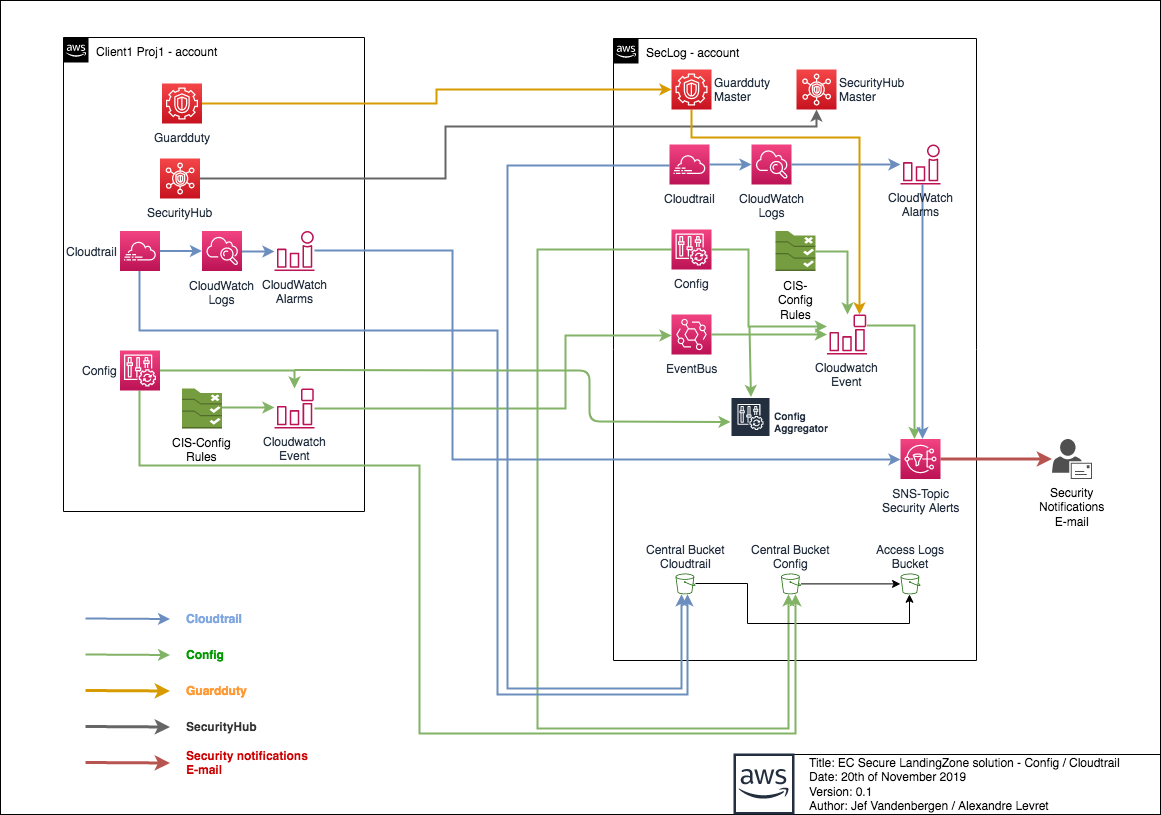 aws
Client1 Proj1 - account
Guardduty
SecurityHub
Cloudtrail
CloudWatch
Logs
CloudWatch
Alarms
Config
CIS-Config
Rules
Cloudwatch
Event
aws
SecLog - account
Guardduty
Master
SecurityHub
Master
Cloudtrail
CloudWatch
Logs
CloudWatch
Alarms
Config
CIS-
Config
Rules
EventBus
Cloudwatch
Event
Config
Aggregator
SNS-Topic
Security Alerts
Security
Notifications
E-mail
Central Bucket
Cloudtrail
Central Bucket
Config
Access Logs
Bucket
Cloudtrail
Config
Guardduty
SecurityHub
Security notifications
E-mail
aws
Title: EC Secure LandingZone solution - Config / Cloudtrail
Date: 20th of November 2019
Version: 0.1
Author: Jef Vandenbergen / Alexandre Levret